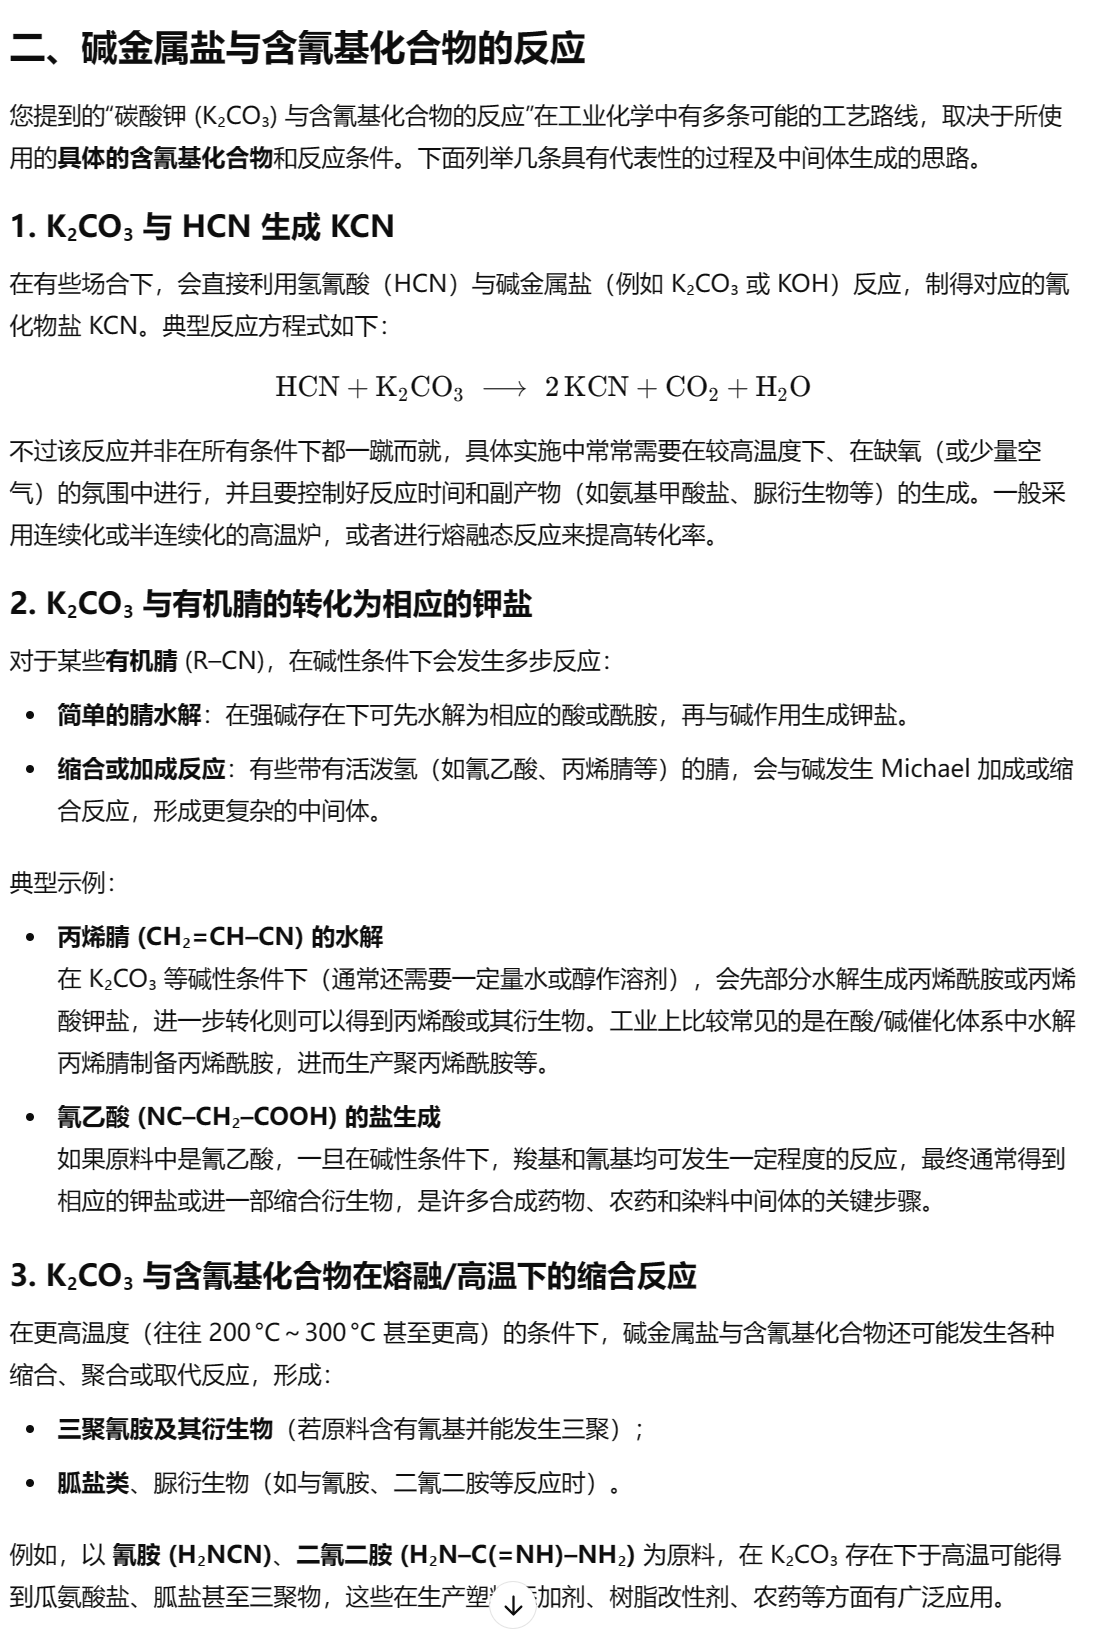 二、碱金属盐与含氰基化合物的反应
您提到的“碳酸钾 (K₂CO₃) 与含氰基化合物的反应”在工业化学中有多条可能的工艺路线，取决于所使
用的具体的含氰基化合物和反应条件。下面列举几条具有代表性的过程及中间体生成的思路。
1. K₂CO₃ 与 HCN 生成 KCN
在有些场合下，会直接利用氢氰酸（HCN）与碱金属盐（例如 K₂CO₃ 或 KOH）反应，制得对应的氰
化物盐 KCN。典型反应方程式如下：
HCN + K₂CO₃ ⟶ 2 KCN + CO₂ + H₂O
不过该反应并非在所有条件下都一蹴而就，具体实施中常常需要在较高温度下、在缺氧（或少量空
气）的氛围中进行，并且要控制好反应时间和副产物（如氨基甲酸盐、脲衍生物等）的生成。一般采
用连续化或半连续化的高温炉，或者进行熔融态反应来提高转化率。
2. K₂CO₃ 与有机腈的转化为相应的钾盐
对于某些有机腈 (R–CN)，在碱性条件下会发生多步反应：
• 简单的腈水解：在强碱存在下可先水解为相应的酸或酰胺，再与碱作用生成钾盐。
• 缩合或加成反应：有些带有活泼氢（如氰乙酸、丙烯腈等）的腈，会与碱发生 Michael 加成或缩
合反应，形成更复杂的中间体。
典型示例：
• 丙烯腈 (CH₂=CH–CN) 的水解
在 K₂CO₃ 等碱性条件下（通常还需要一定量水或醇作溶剂），会先部分水解生成丙烯酰胺或丙烯
酸钾盐，进一步转化则可以得到丙烯酸或其衍生物。工业上比较常见的是在酸/碱催化体系中水解
丙烯腈制备丙烯酰胺，进而生产聚丙烯酰胺等。
• 氰乙酸 (NC–CH₂–COOH) 的盐生成
如果原料中是氰乙酸，一旦在碱性条件下，羧基和氰基均可发生一定程度的反应，最终通常得到
相应的钾盐或进一部缩合衍生物，是许多合成药物、农药和染料中间体的关键步骤。
3. K₂CO₃ 与含氰基化合物在熔融/高温下的缩合反应
在更高温度（往往 200 °C ~ 300 °C 甚至更高）的条件下，碱金属盐与含氰基化合物还可能发生各种
缩合、聚合或取代反应，形成：
• 三聚氰胺及其衍生物（若原料含有氰基并能发生三聚）；
• 胍盐类、脲衍生物（如与氰胺、二氰二胺等反应时）。
例如，以 氰胺 (H₂NCN)、二氰二胺 (H₂N–C(=NH)–NH₂) 为原料，在 K₂CO₃ 存在下于高温可能得
到瓜氨酸盐、胍盐甚至三聚物，这些在生产塑加剂、树脂改性剂、农药等方面有广泛应用。